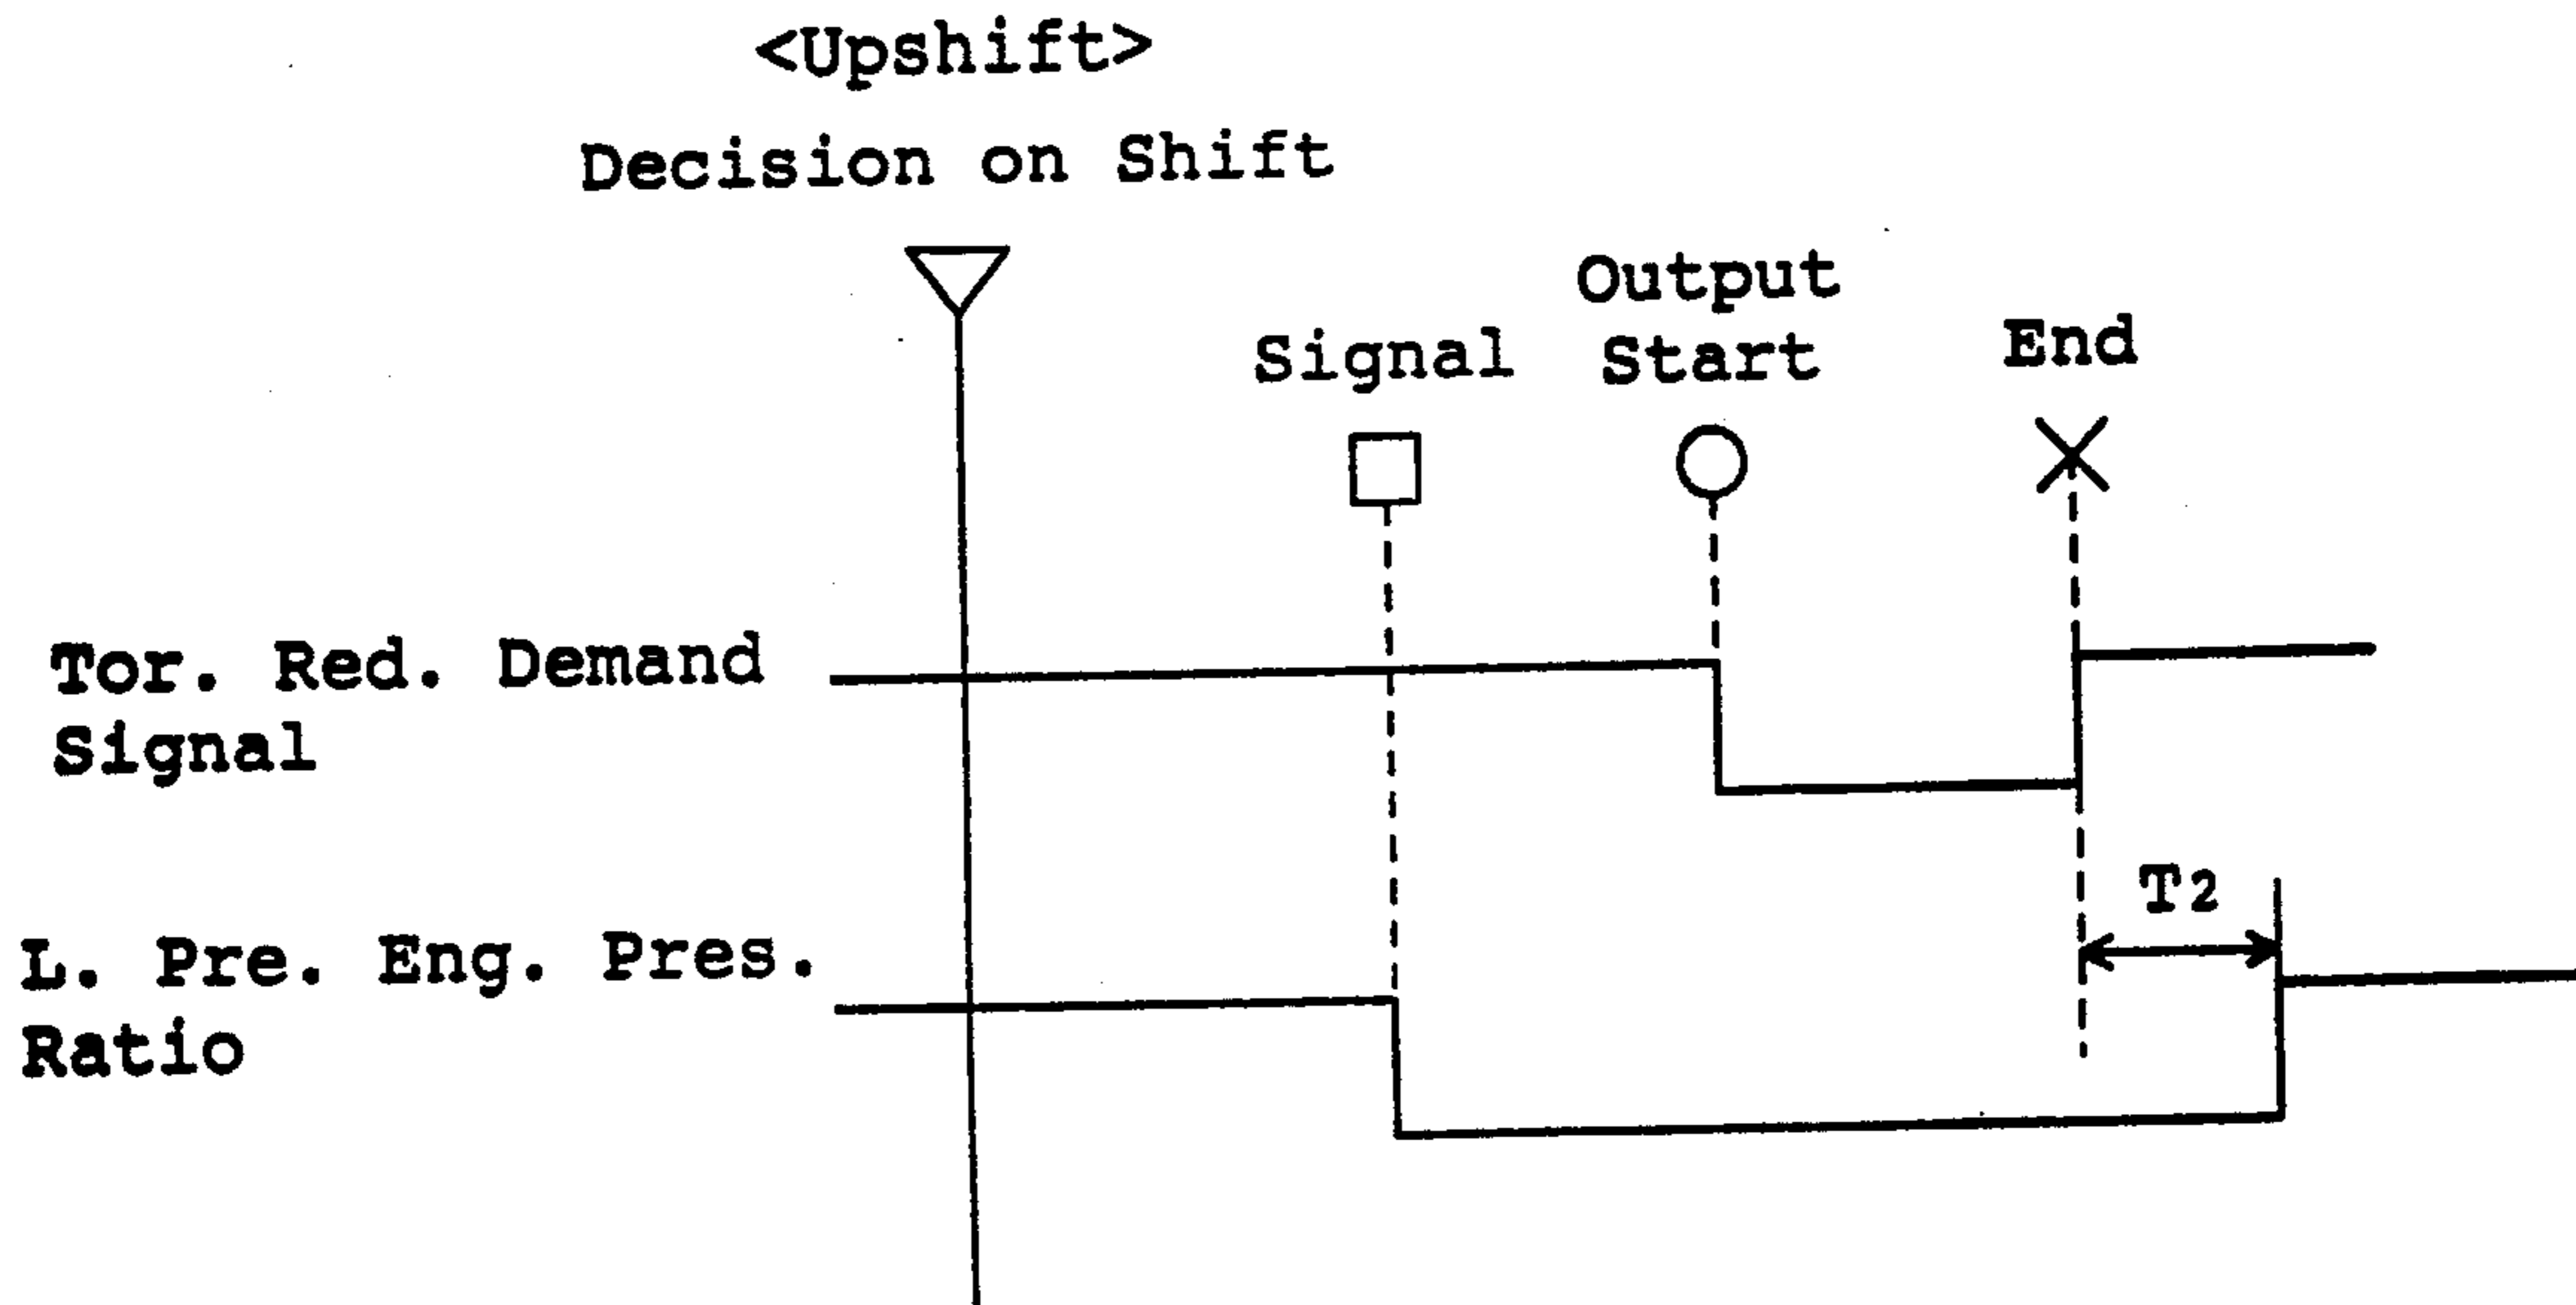 <Upshift>
Decision on Shift
Output
Start
Signal
End
Tor. Red. Demand
Signal
T2
L. Pre. Eng. Pres.
Ratio